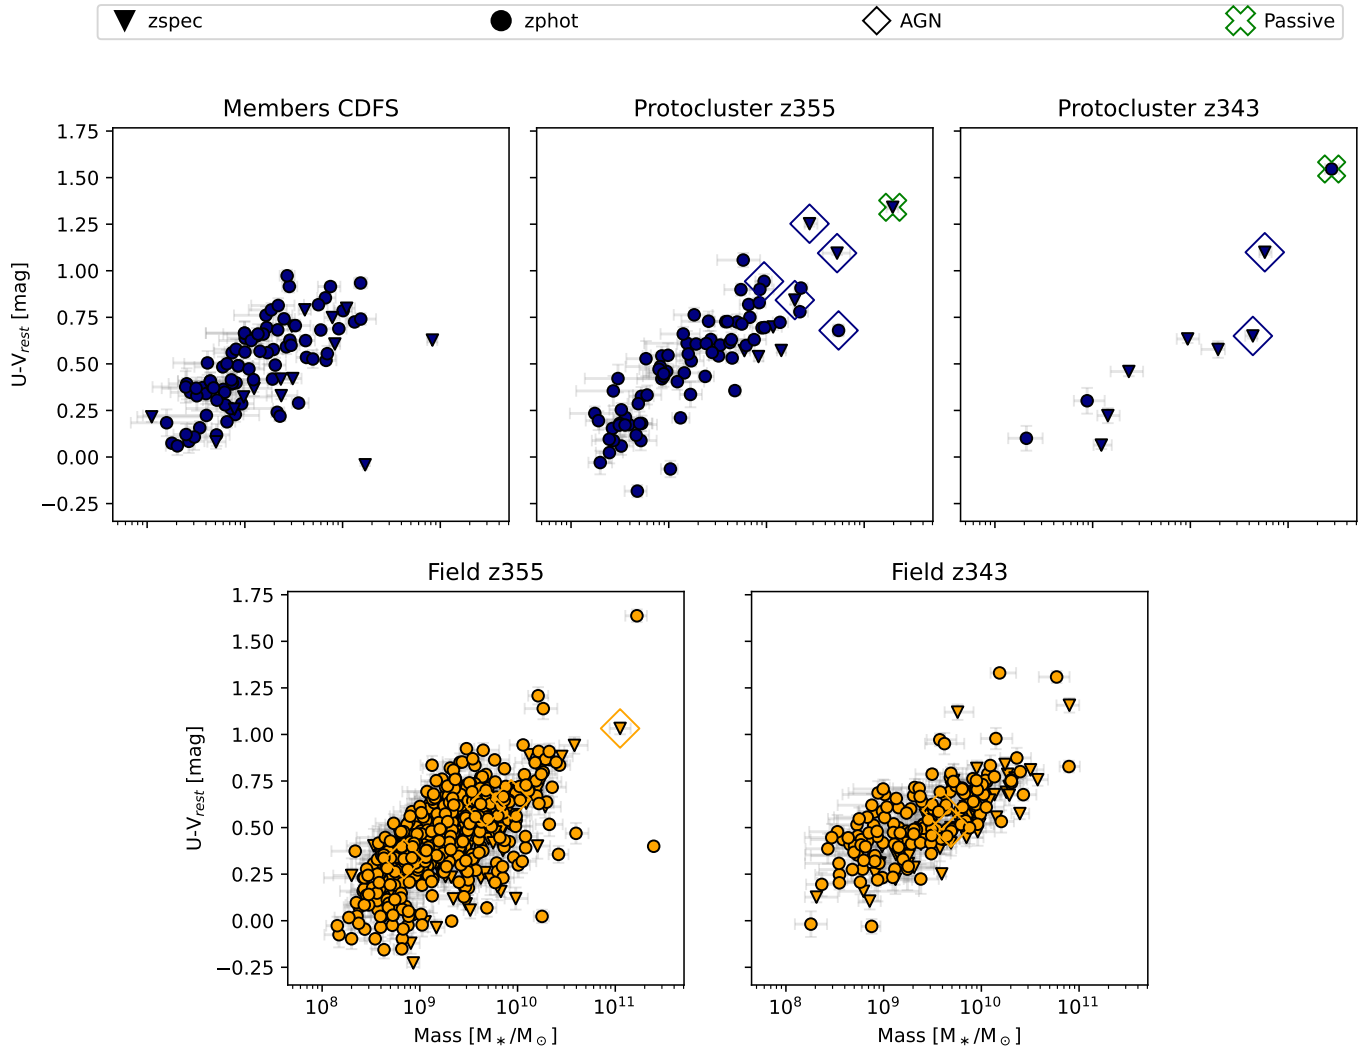 zspec zphot AGN Passive
Members CDFS Protocluster z355 Protocluster z343
1.75
1.50
1.25
1.00
0.75
0.50
0.25
0.00
−0.25
U-V_rest [mag]
Field z355 Field z343
1.75
1.50
1.25
1.00
0.75
0.50
0.25
0.00
−0.25
U-V_rest [mag]
10^8 10^9 10^10 10^11 10^8 10^9 10^10 10^11
Mass [M_∗/M_⊙] Mass [M_∗/M_⊙]